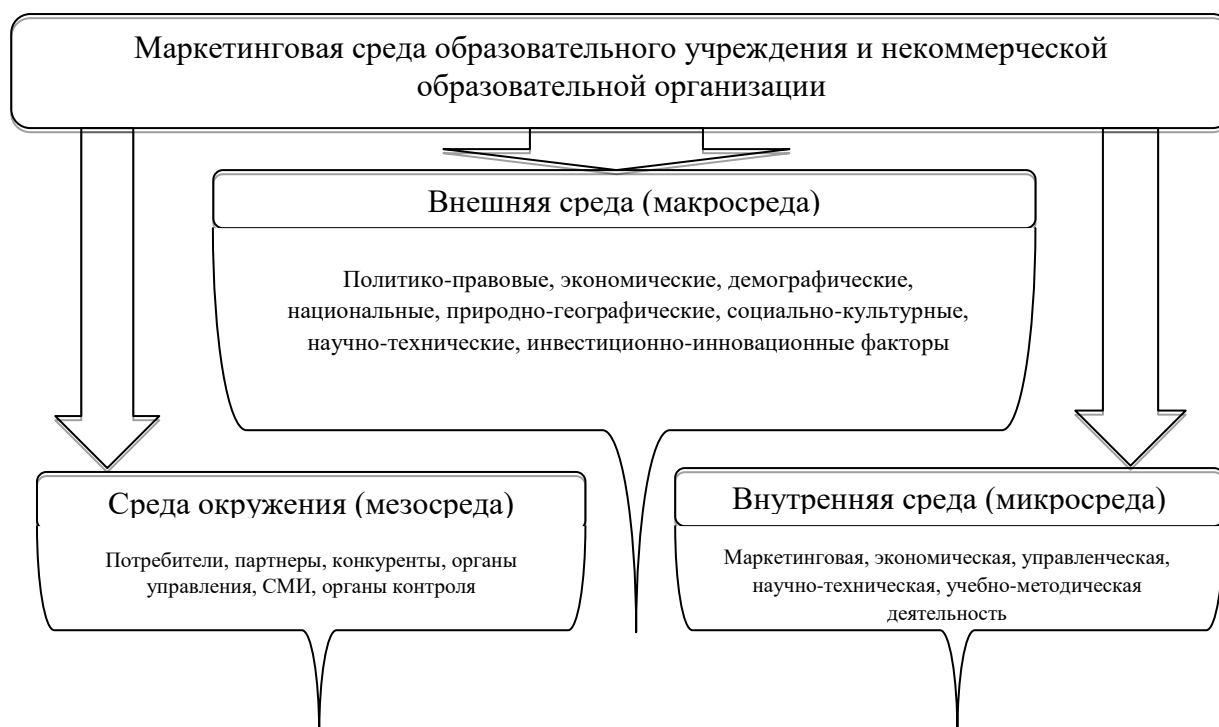 Маркетинговая среда образовательного учреждения и некоммерческой
образовательной организации
Внешняя среда (макросреда)
Политико-правовые, экономические, демографические,
национальные, природно-географические, социально-культурные,
научно-технические, инвестиционно-инновационные факторы
Среда окружения (мезосреда)
Потребители, партнеры, конкуренты, органы
управления, СМИ, органы контроля
Внутренняя среда (микросреда)
Маркетинговая, экономическая, управленческая,
научно-техническая, учебно-методическая
деятельность